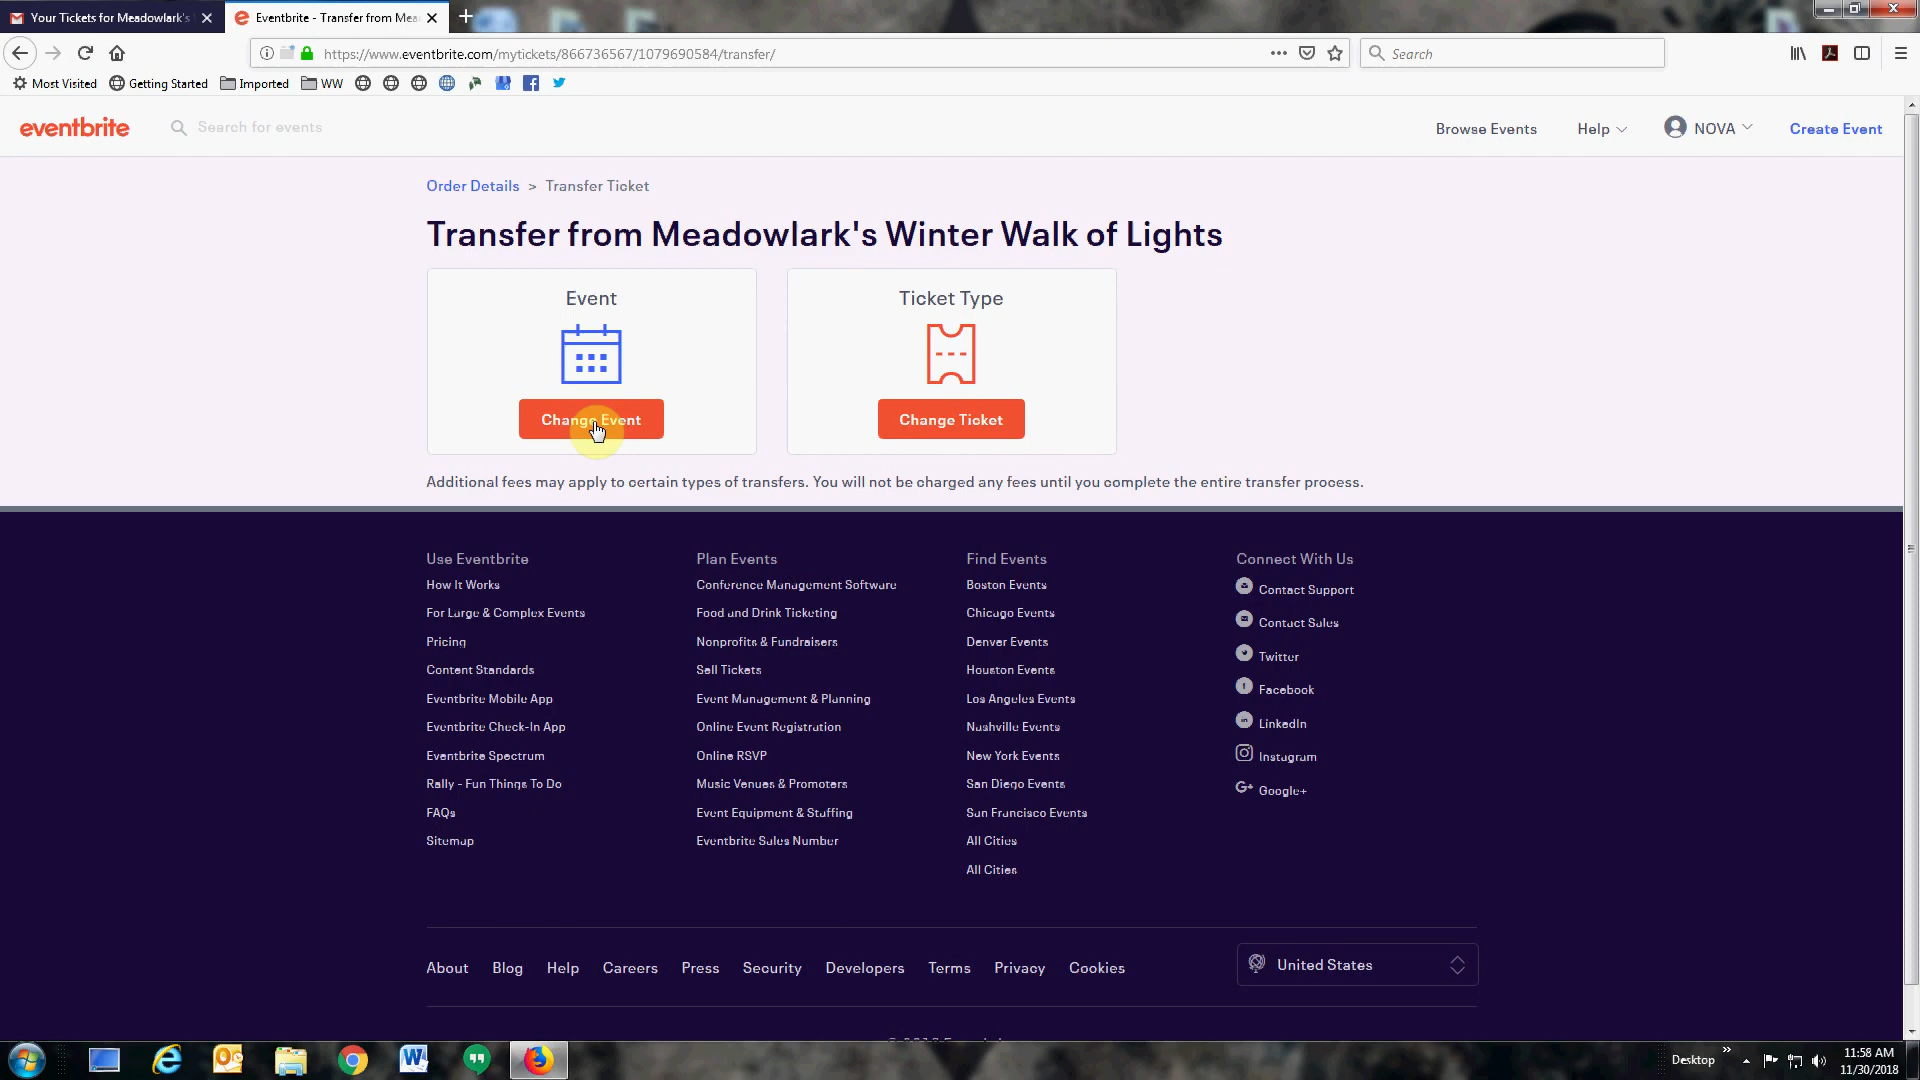 Your Tickets for Meadowlark's
Eventbrite - Transfer from Mea
https://www.eventbrite.com/mytickets/866736567/1079690584/transfer/
Search
Most Visited
Getting Started
Imported
WW
eventbrite
Search for events
Browse Events
Help
NOVA
Create Event
Order Details > Transfer Ticket
Transfer from Meadowlark's Winter Walk of Lights
Event
Ticket Type
Change Event
Change Ticket
Additional fees may apply to certain types of transfers. You will not be charged any fees until you complete the entire transfer process.
Use Eventbrite
How It Works
For Large & Complex Events
Pricing
Content Standards
Eventbrite Mobile App
Eventbrite Check-In App
Eventbrite Spectrum
Rally - Fun Things To Do
FAQs
Sitemap
Plan Events
Conference Management Software
Food and Drink Ticketing
Nonprofits & Fundraisers
Sell Tickets
Event Management & Planning
Online Event Registration
Online RSVP
Music Venues & Promoters
Event Equipment & Staffing
Eventbrite Sales Number
Find Events
Boston Events
Chicago Events
Denver Events
Houston Events
Los Angeles Events
Nashville Events
New York Events
San Diego Events
San Francisco Events
All Cities
All Cities
Connect With Us
Contact Support
Contact Sales
Twitter
Facebook
LinkedIn
Instagram
Google+
About
Blog
Help
Careers
Press
Security
Developers
Terms
Privacy
Cookies
United States
Desktop
11:58 AM
11/30/2018